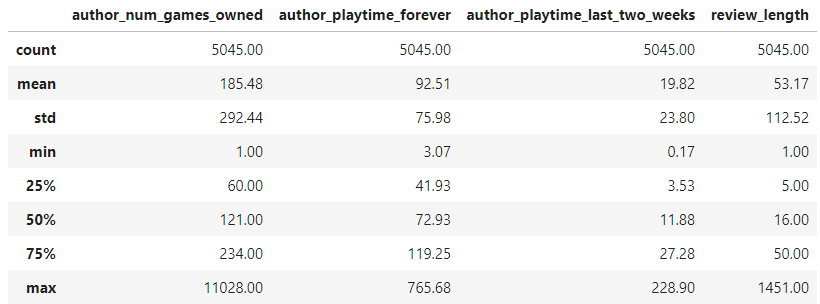 author_num_games_owned author_playtime_forever author_playtime_last_two_weeks review_length
count 5045.00 5045.00 5045.00 5045.00
mean 185.48 92.51 19.82 53.17
std 292.44 75.98 23.80 112.52
min 1.00 3.07 0.17 1.00
25% 60.00 41.93 3.53 5.00
50% 121.00 72.93 11.88 16.00
75% 234.00 119.25 27.28 50.00
max 11028.00 765.68 228.90 1451.00